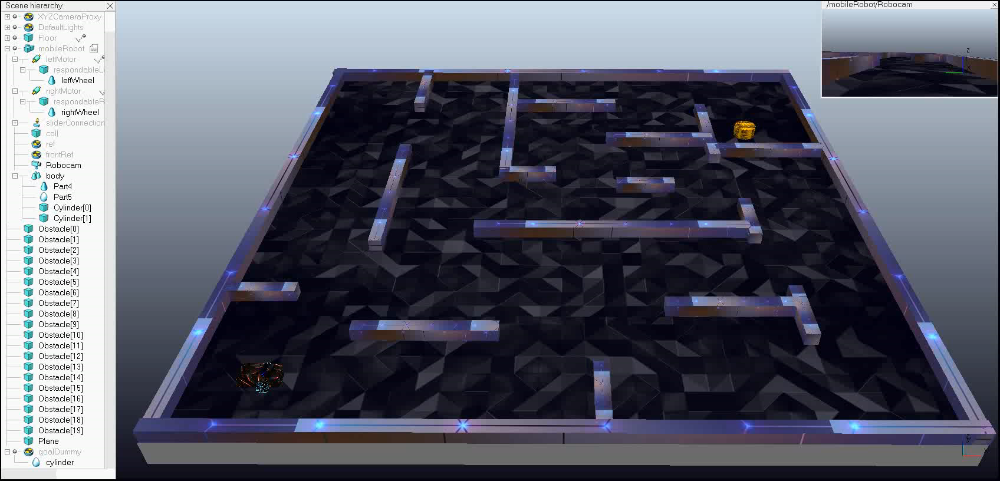 Scene hierarchy
XYZCameraProxy
DefaultLights
Floor
mobileRobot
leftMotor
respondableL
leftWheel
rightMotor
respondableR
rightWheel
sliderConnection
coll
ref
frontRef
Robocam
body
Part4
Part5
Cylinder[0]
Cylinder[1]
Obstacle[0]
Obstacle[1]
Obstacle[2]
Obstacle[3]
Obstacle[4]
Obstacle[5]
Obstacle[6]
Obstacle[7]
Obstacle[8]
Obstacle[9]
Obstacle[10]
Obstacle[11]
Obstacle[12]
Obstacle[13]
Obstacle[14]
Obstacle[15]
Obstacle[16]
Obstacle[17]
Obstacle[18]
Obstacle[19]
Plane
goalDummy
cylinder
/mobileRobot/Robocam
z
x